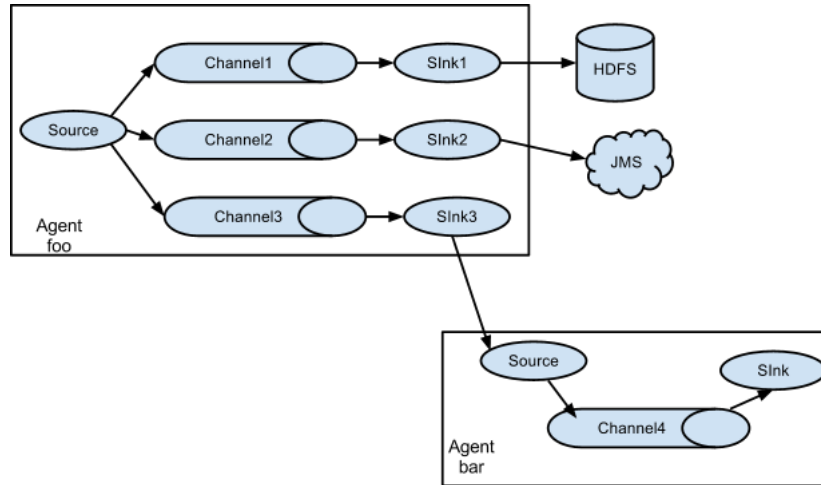 Channel1
SInk1
HDFS
Source
Channel2
SInk2
JMS
Channel3
SInk3
Agent
foo
Source
SInk
Channel4
Agent
bar